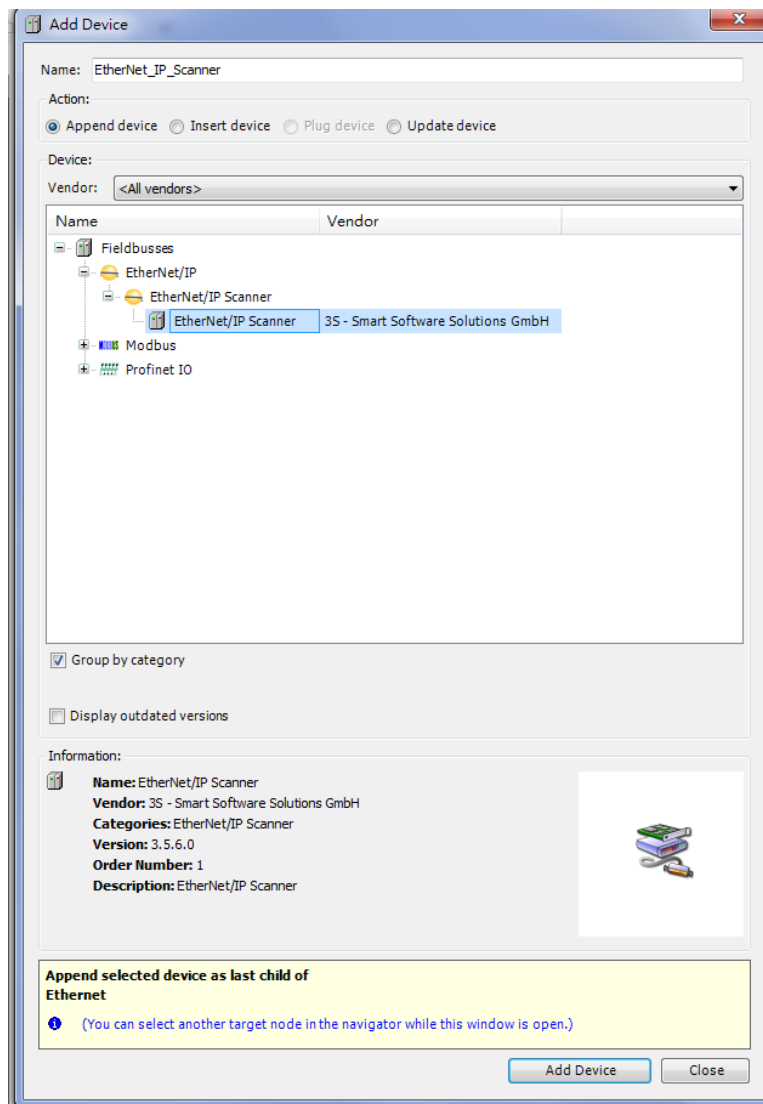 Add Device
Name: EtherNet_IP_Scanner
Action:
Append device Insert device Plug device Update device
Device:
Vendor: <All vendors>
Name Vendor
Fieldbusses
EtherNet/IP
EtherNet/IP Scanner
EtherNet/IP Scanner 3S - Smart Software Solutions GmbH
Modbus
Profinet IO
Group by category
Display outdated versions
Information:
Name: EtherNet/IP Scanner
Vendor: 3S - Smart Software Solutions GmbH
Categories: EtherNet/IP Scanner
Version: 3.5.6.0
Order Number: 1
Description: EtherNet/IP Scanner
Append selected device as last child of
Ethernet
(You can select another target node in the navigator while this window is open.)
Add Device Close